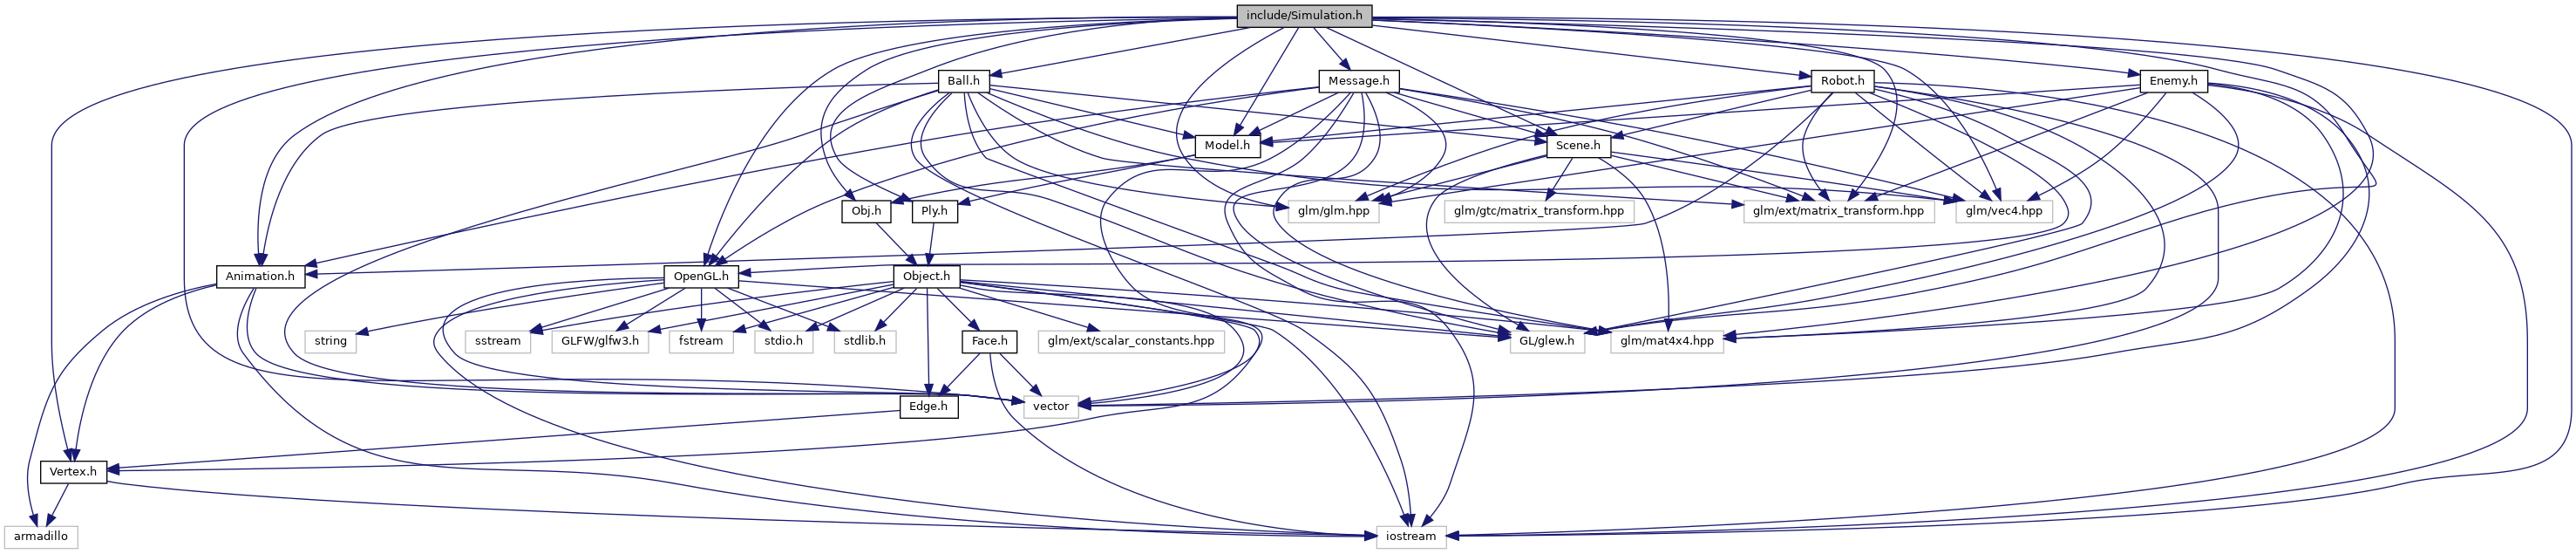 include/Simulation.h
Ball.h
Message.h
Robot.h
Enemy.h
Model.h
Scene.h
Obj.h
Ply.h
glm/glm.hpp
glm/gtc/matrix_transform.hpp
glm/ext/matrix_transform.hpp
glm/vec4.hpp
Animation.h
OpenGL.h
Object.h
string
sstream
GLFW/glfw3.h
fstream
stdio.h
stdlib.h
Face.h
glm/ext/scalar_constants.hpp
GL/glew.h
glm/mat4x4.hpp
Edge.h
vector
Vertex.h
armadillo
iostream